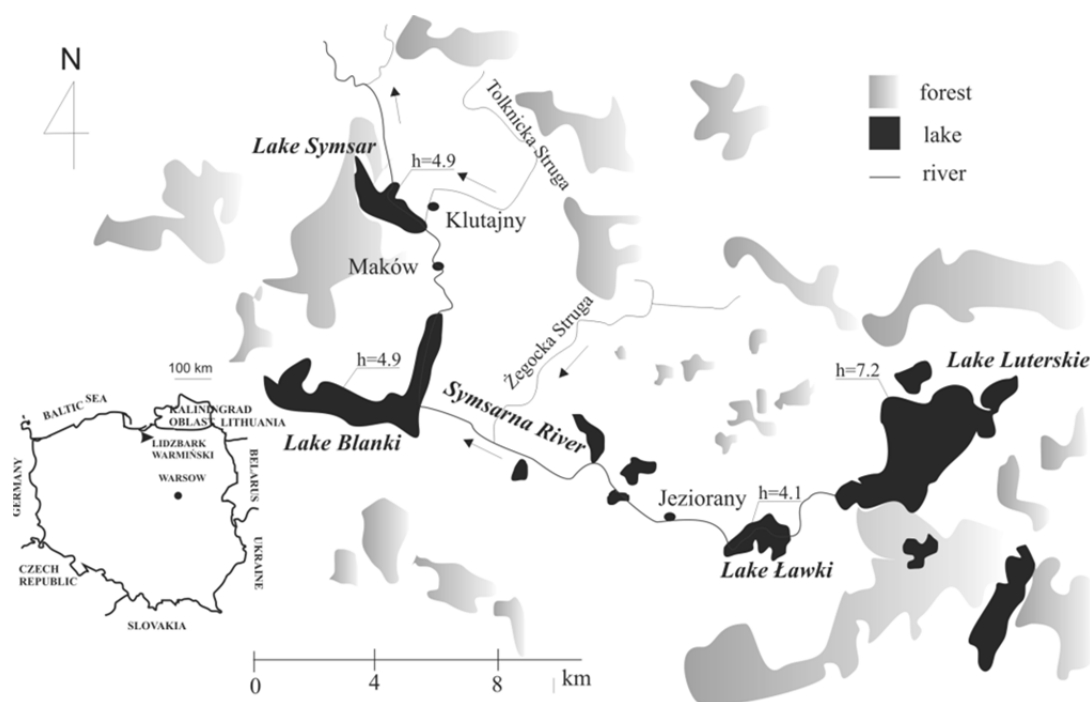 N
Tolknicka Struga
forest
lake
river
Lake Symsar
h=4.9
Klutajny
Maków
Żegocka Struga
h=4.9
h=7.2
Lake Luterskie
Symsarna River
Lake Blanki
Jeziorany
h=4.1
Lake Ławki
100 km
BALTIC SEA
KALININGRAD
OBLAST
LITHUANIA
LIDZBARK
WARMIŃSKI
WARSOW
GERMANY
BELARUS
UKRAINE
CZECH
REPUBLIC
SLOVAKIA
0
4
8
km